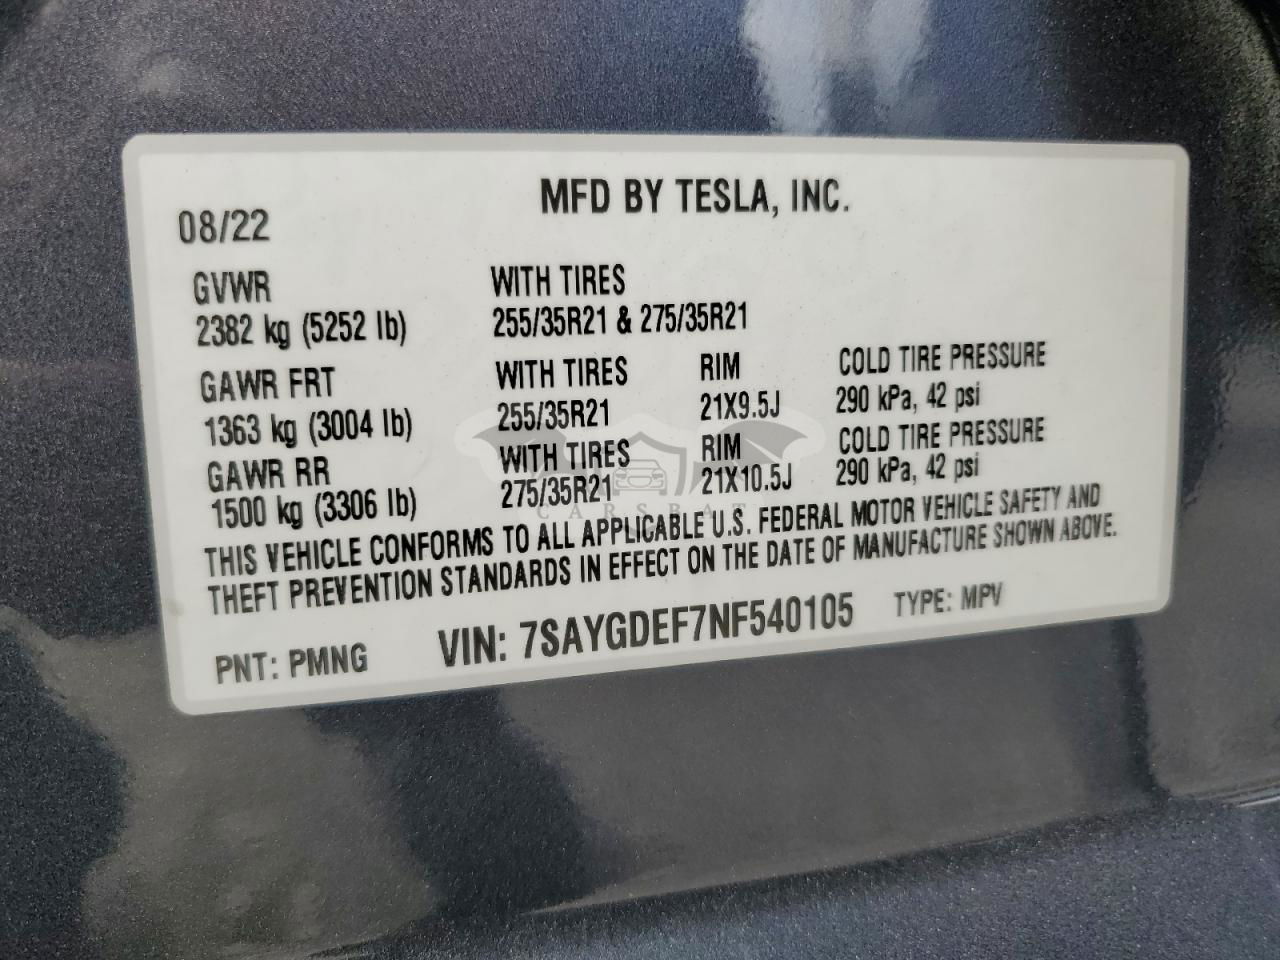 MFD BY TESLA, INC.
08/22
GVWR WITH TIRES
2382 kg (5252 lb) 255/35R21 & 275/35R21
GAWR FRT WITH TIRES RIM COLD TIRE PRESSURE
1363 kg (3004 lb) 255/35R21 21X9.5J 290 kPa, 42 psi
GAWR RR WITH TIRES RIM COLD TIRE PRESSURE
1500 kg (3306 lb) 275/35R21 21X10.5J 290 kPa, 42 psi
CARSBAT
THIS VEHICLE CONFORMS TO ALL APPLICABLE U.S. FEDERAL MOTOR VEHICLE SAFETY AND
THEFT PREVENTION STANDARDS IN EFFECT ON THE DATE OF MANUFACTURE SHOWN ABOVE.
PNT: PMNG VIN: 7SAYGDEF7NF540105 TYPE: MPV